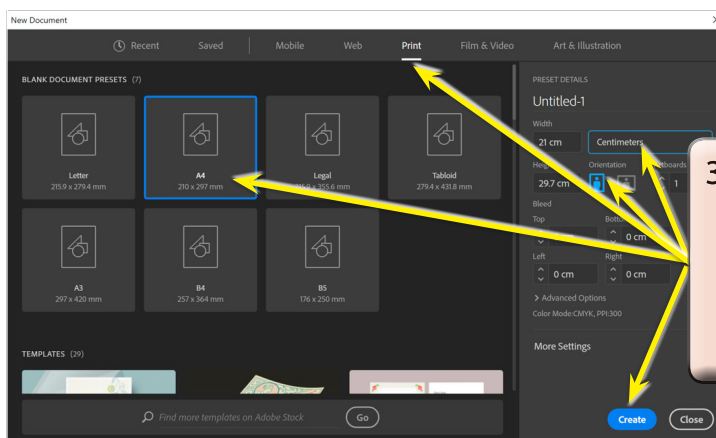 New Document
Recent Saved Mobile Web Print Film & Video Art & Illustration
BLANK DOCUMENT PRESETS (7)
Letter
215.9 x 279.4 mm
A4
210 x 297 mm
Legal
355.6 mm
Tabloid
279.4 x 431.8 mm
A3
297 x 420 mm
B4
257 x 364 mm
B5
176 x 250 mm
TEMPLATES (29)
Find more templates on Adobe Stock
Go
PRESET DETAILS
Untitled-1
Width
21 cm Centimeters
Orientation
29.7 cm 1
Bleed
Top
0 cm
Left Right
0 cm 0 cm
> Advanced Options
Color Mode:CMYK, PPI:300
More Settings
Create Close
3